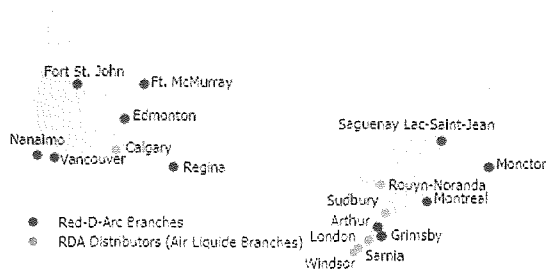 Fort St. John
Ft. McMurray
Edmonton
Saguenay Lac-Saint-Jean
Nanaimo
Calgary
Vancouver
Regina
Moncton
Rouyn-Noranda
Sudbury
Montreal
Red-D-Arc Branches
Arthur
RDA Distributors (Air Liquide Branches)
London
Grimsby
Sarnia
Windsor